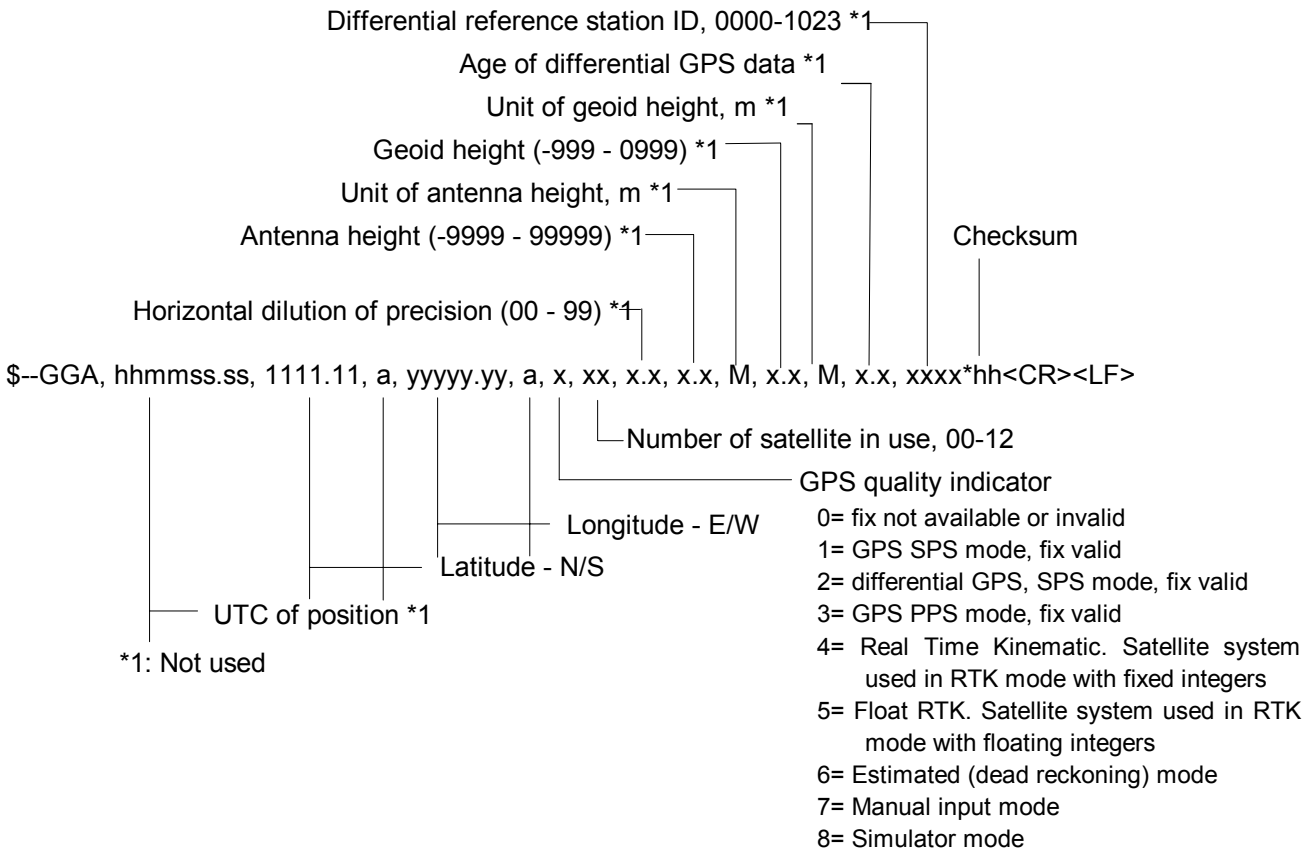 Differential reference station ID, 0000-1023 *1
Age of differential GPS data *1
Unit of geoid height, m *1
Geoid height (-999 - 0999) *1
Unit of antenna height, m *1
Antenna height (-9999 - 99999) *1
Checksum
Horizontal dilution of precision (00 - 99) *1
$--GGA, hhmmss.ss, 1111.11, a, yyyyy.yy, a, x, xx, x.x, x.x, M, x.x, M, x.x, xxxx*hh<CR><LF>
Number of satellite in use, 00-12
GPS quality indicator
0= fix not available or invalid
1= GPS SPS mode, fix valid
2= differential GPS, SPS mode, fix valid
3= GPS PPS mode, fix valid
4= Real Time Kinematic. Satellite system
used in RTK mode with fixed integers
5= Float RTK. Satellite system used in RTK
mode with floating integers
6= Estimated (dead reckoning) mode
7= Manual input mode
8= Simulator mode
Longitude - E/W
Latitude - N/S
UTC of position *1
*1: Not used